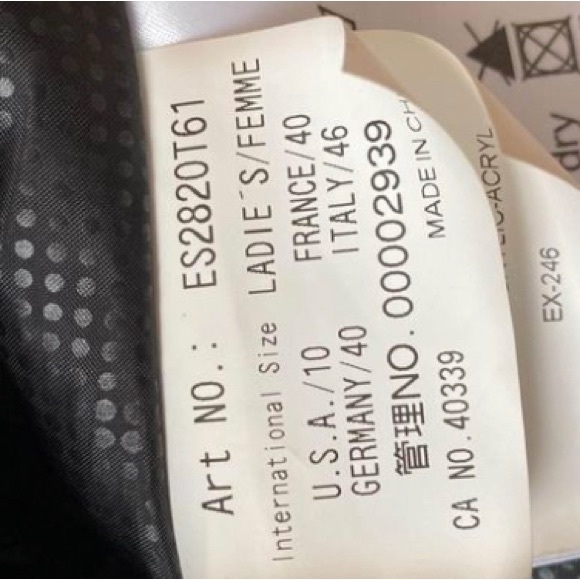 Art NO.: ES2820T61
International Size LADIE´S/FEMME
U.S.A./10 FRANCE/40
GERMANY/40 ITALY/46
管理NO. 00002939
CA NO.40339 MADE IN CH
EX-246
dry